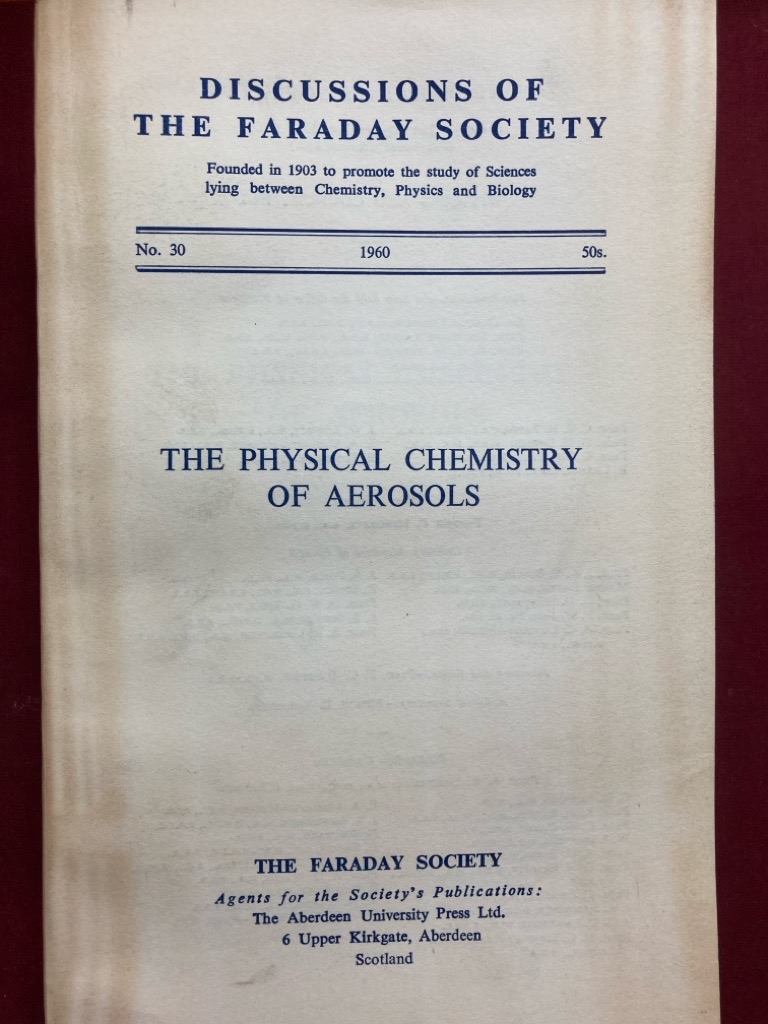 DISCUSSIONS OF
THE FARADAY SOCIETY
Founded in 1903 to promote the study of Sciences
lying between Chemistry, Physics and Biology
No. 30 1960 50s.
THE PHYSICAL CHEMISTRY
OF AEROSOLS
THE FARADAY SOCIETY
Agents for the Society's Publications:
The Aberdeen University Press Ltd.
6 Upper Kirkgate, Aberdeen
Scotland